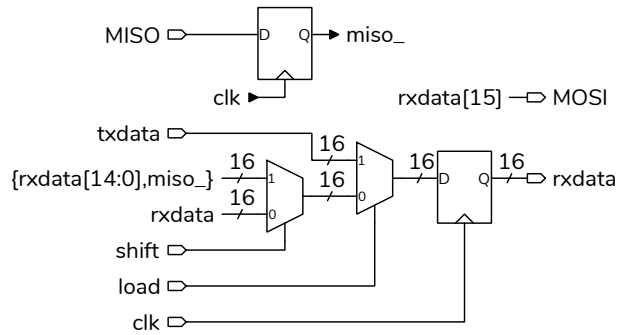 MISO D Q miso_
clk
rxdata[15] MOSI
txdata
16 1 16 16
{rxdata[14:0],miso_} 16 1 16 0 D Q rxdata
rxdata 16 0
shift
load
clk